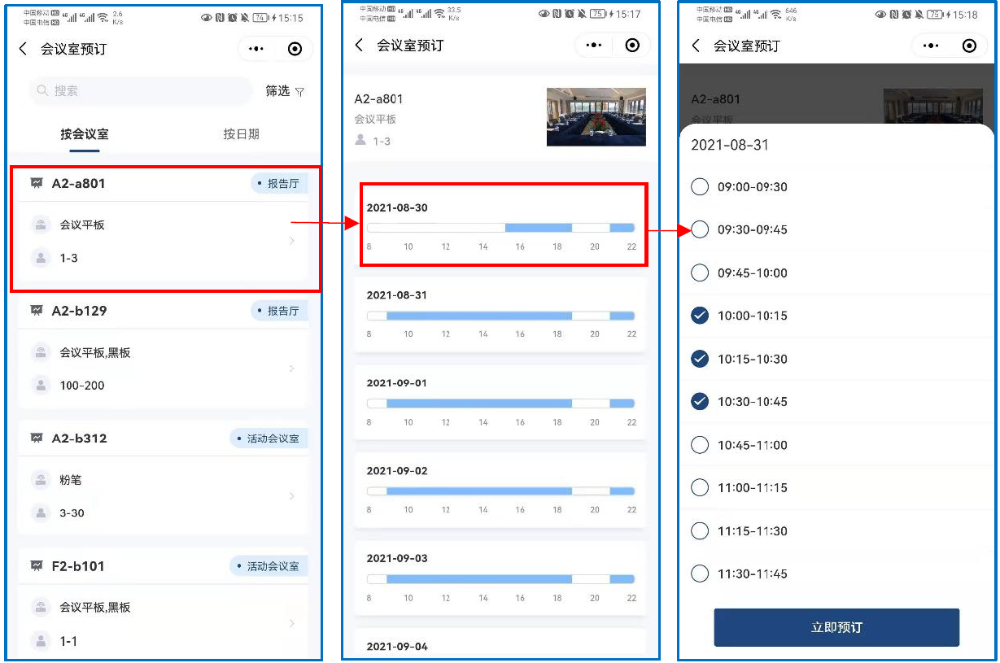 中国移动 HD 46 46 2.6
中国电信 HD K/s
74 15:15
会议室预订
搜索
筛选
按会议室 按日期
A2-a801 报告厅
会议平板
1-3
A2-b129 报告厅
会议平板,黑板
100-200
A2-b312 活动会议室
粉笔
3-30
F2-b101 活动会议室
会议平板,黑板
1-1
中国移动 HD 46 46 33.5
中国电信 HD K/s
75 15:17
会议室预订
A2-a801
会议平板
1-3
2021-08-30
8 10 12 14 16 18 20 22
2021-08-31
8 10 12 14 16 18 20 22
2021-09-01
8 10 12 14 16 18 20 22
2021-09-02
8 10 12 14 16 18 20 22
2021-09-03
8 10 12 14 16 18 20 22
2021-09-04
中国移动 HD 46 46 646
中国电信 HD K/s
75 15:18
会议室预订
A2-a801
会议平板
2021-08-31
09:00-09:30
09:30-09:45
09:45-10:00
10:00-10:15
10:15-10:30
10:30-10:45
10:45-11:00
11:00-11:15
11:15-11:30
11:30-11:45
立即预订